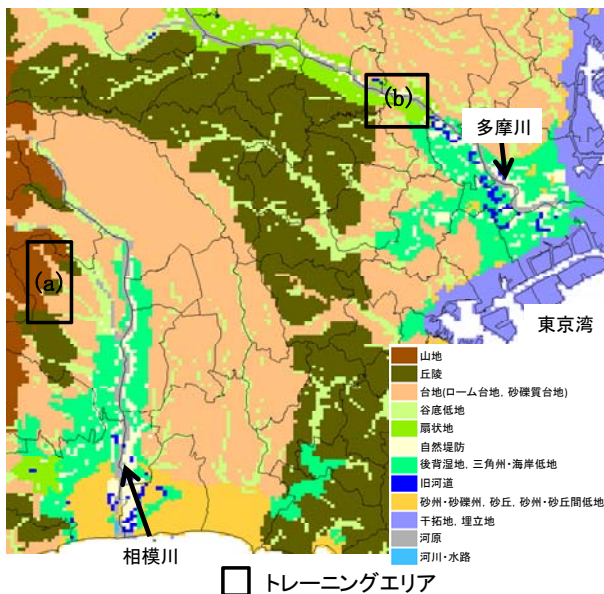 (b)
多摩川
(a)
東京湾
山地
丘陵
台地(ローム台地, 砂礫質台地)
谷底低地
扇状地
自然堤防
後背湿地, 三角州・海岸低地
旧河道
砂州・砂礫州, 砂丘, 砂州・砂丘間低地
干拓地, 埋立地
河原
河川・水路
相模川
トレーニングエリア